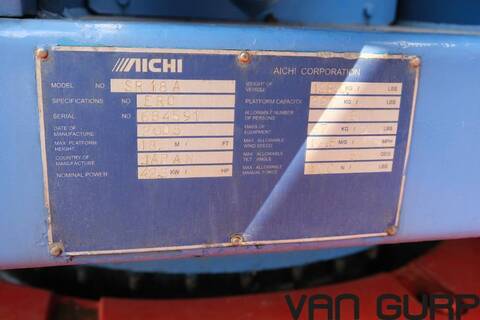 AICHI
AICHI CORPORATION
MODEL NO SR18A
SPECIFICATIONS NO ERD
SERIAL NO 684591
DATE OF MANUFACTURE 2005
MAX. PLATFORM HEIGHT M FT
COUNTRY OF MANUFACTURE JAPAN
NOMINAL POWER KW/ HP
WEIGHT OF VEHICLE KG/ LBS
PLATFORM CAPACITY LBS
ALLOWABLE NUMBER OF PERSONS
MASS OF EQUIPMENT KG/ LBS
MAX. ALLOWABLE WIND SPEED M/S MPH
MAX. ALLOWABLE TILT ANGLE DEG
MAX. ALLOWABLE MANUAL FORCE N LBS
VAN GURP